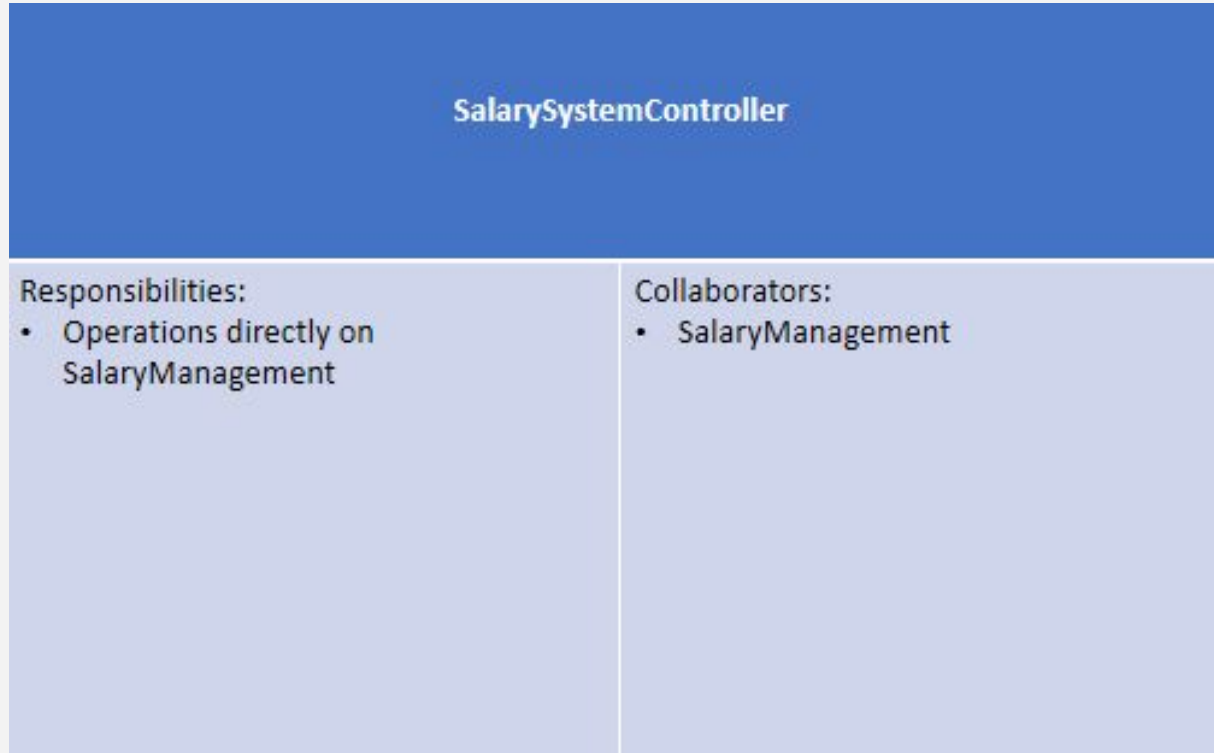 SalarySystemController
Responsibilities:
• Operations directly on
SalaryManagement
Collaborators:
• SalaryManagement